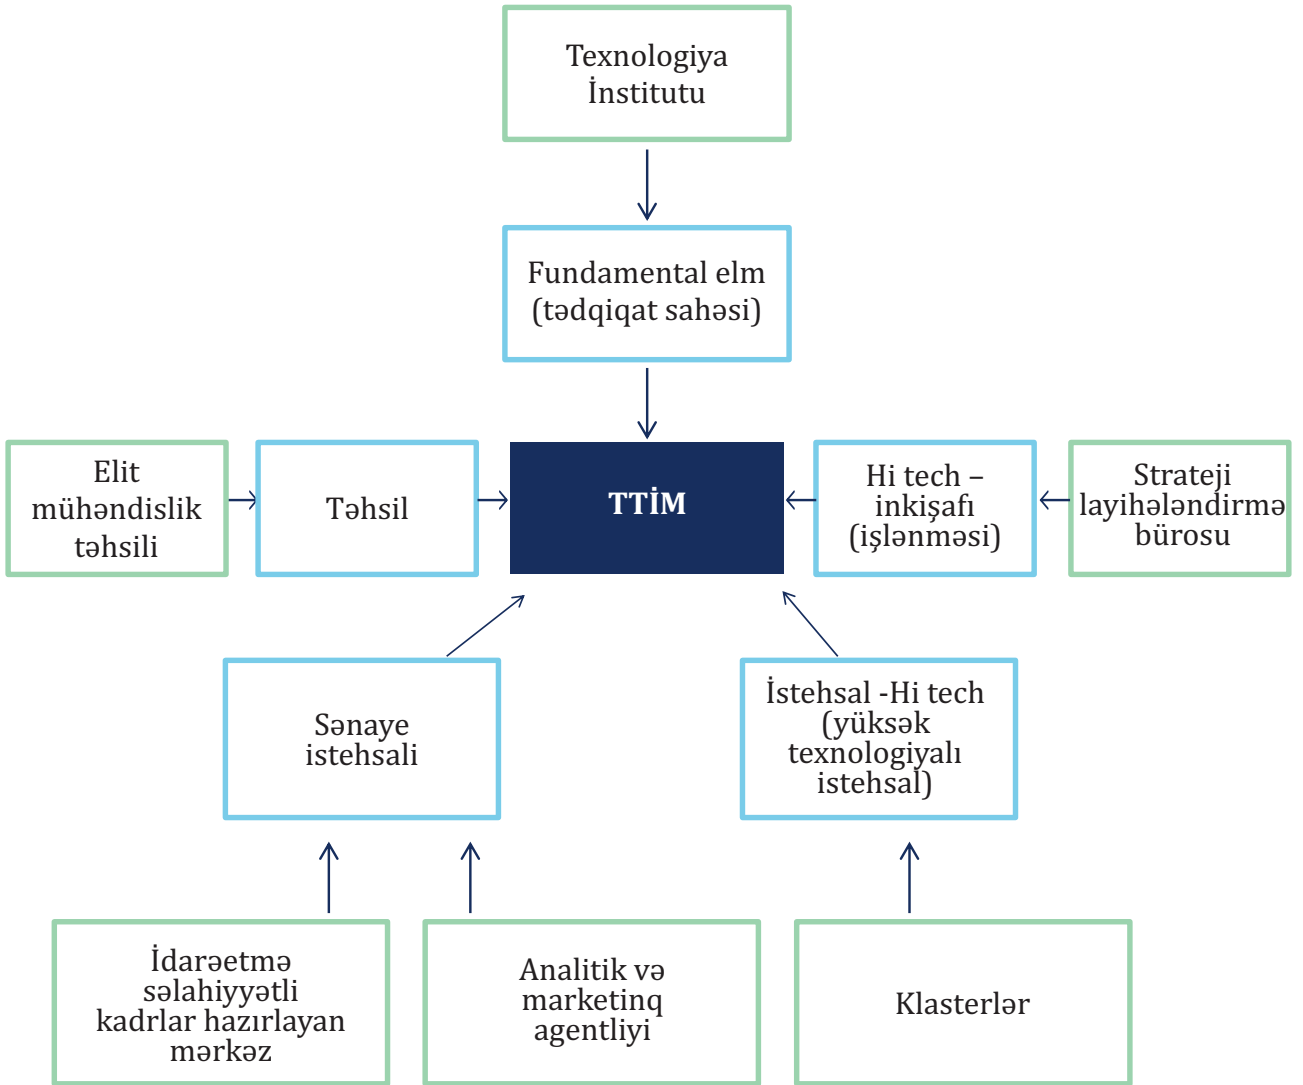 Texnologiya
İnstitutu
Fundamental elm
(tədqiqat sahəsi)
Elit
mühəndislik
təhsili
Təhsil
TTİM
Hi tech –
inkişafı
(işlənməsi)
Strateji
layihələndirmə
bürosu
Sənaye
istehsali
İstehsal -Hi tech
(yüksək
texnologiyalı
istehsal)
İdarəetmə
səlahiyyətli
kadrlar hazırlayan
mərkəz
Analitik və
marketinq
agentliyi
Klasterlər